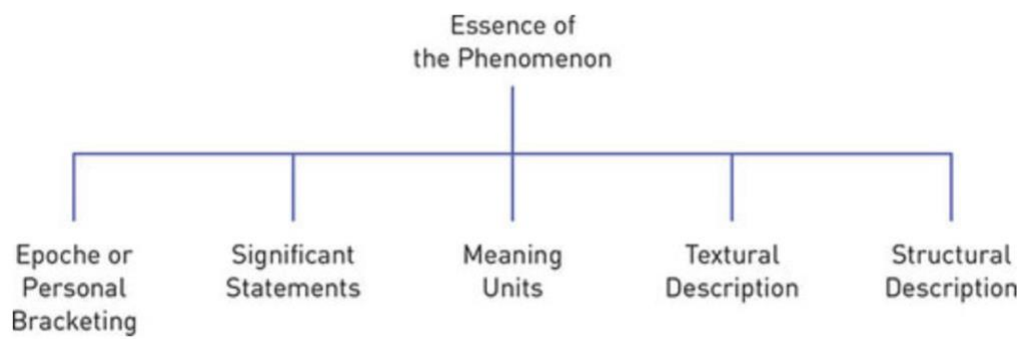 Essence of
the Phenomenon
Epoche or
Personal
Bracketing
Significant
Statements
Meaning
Units
Textural
Description
Structural
Description